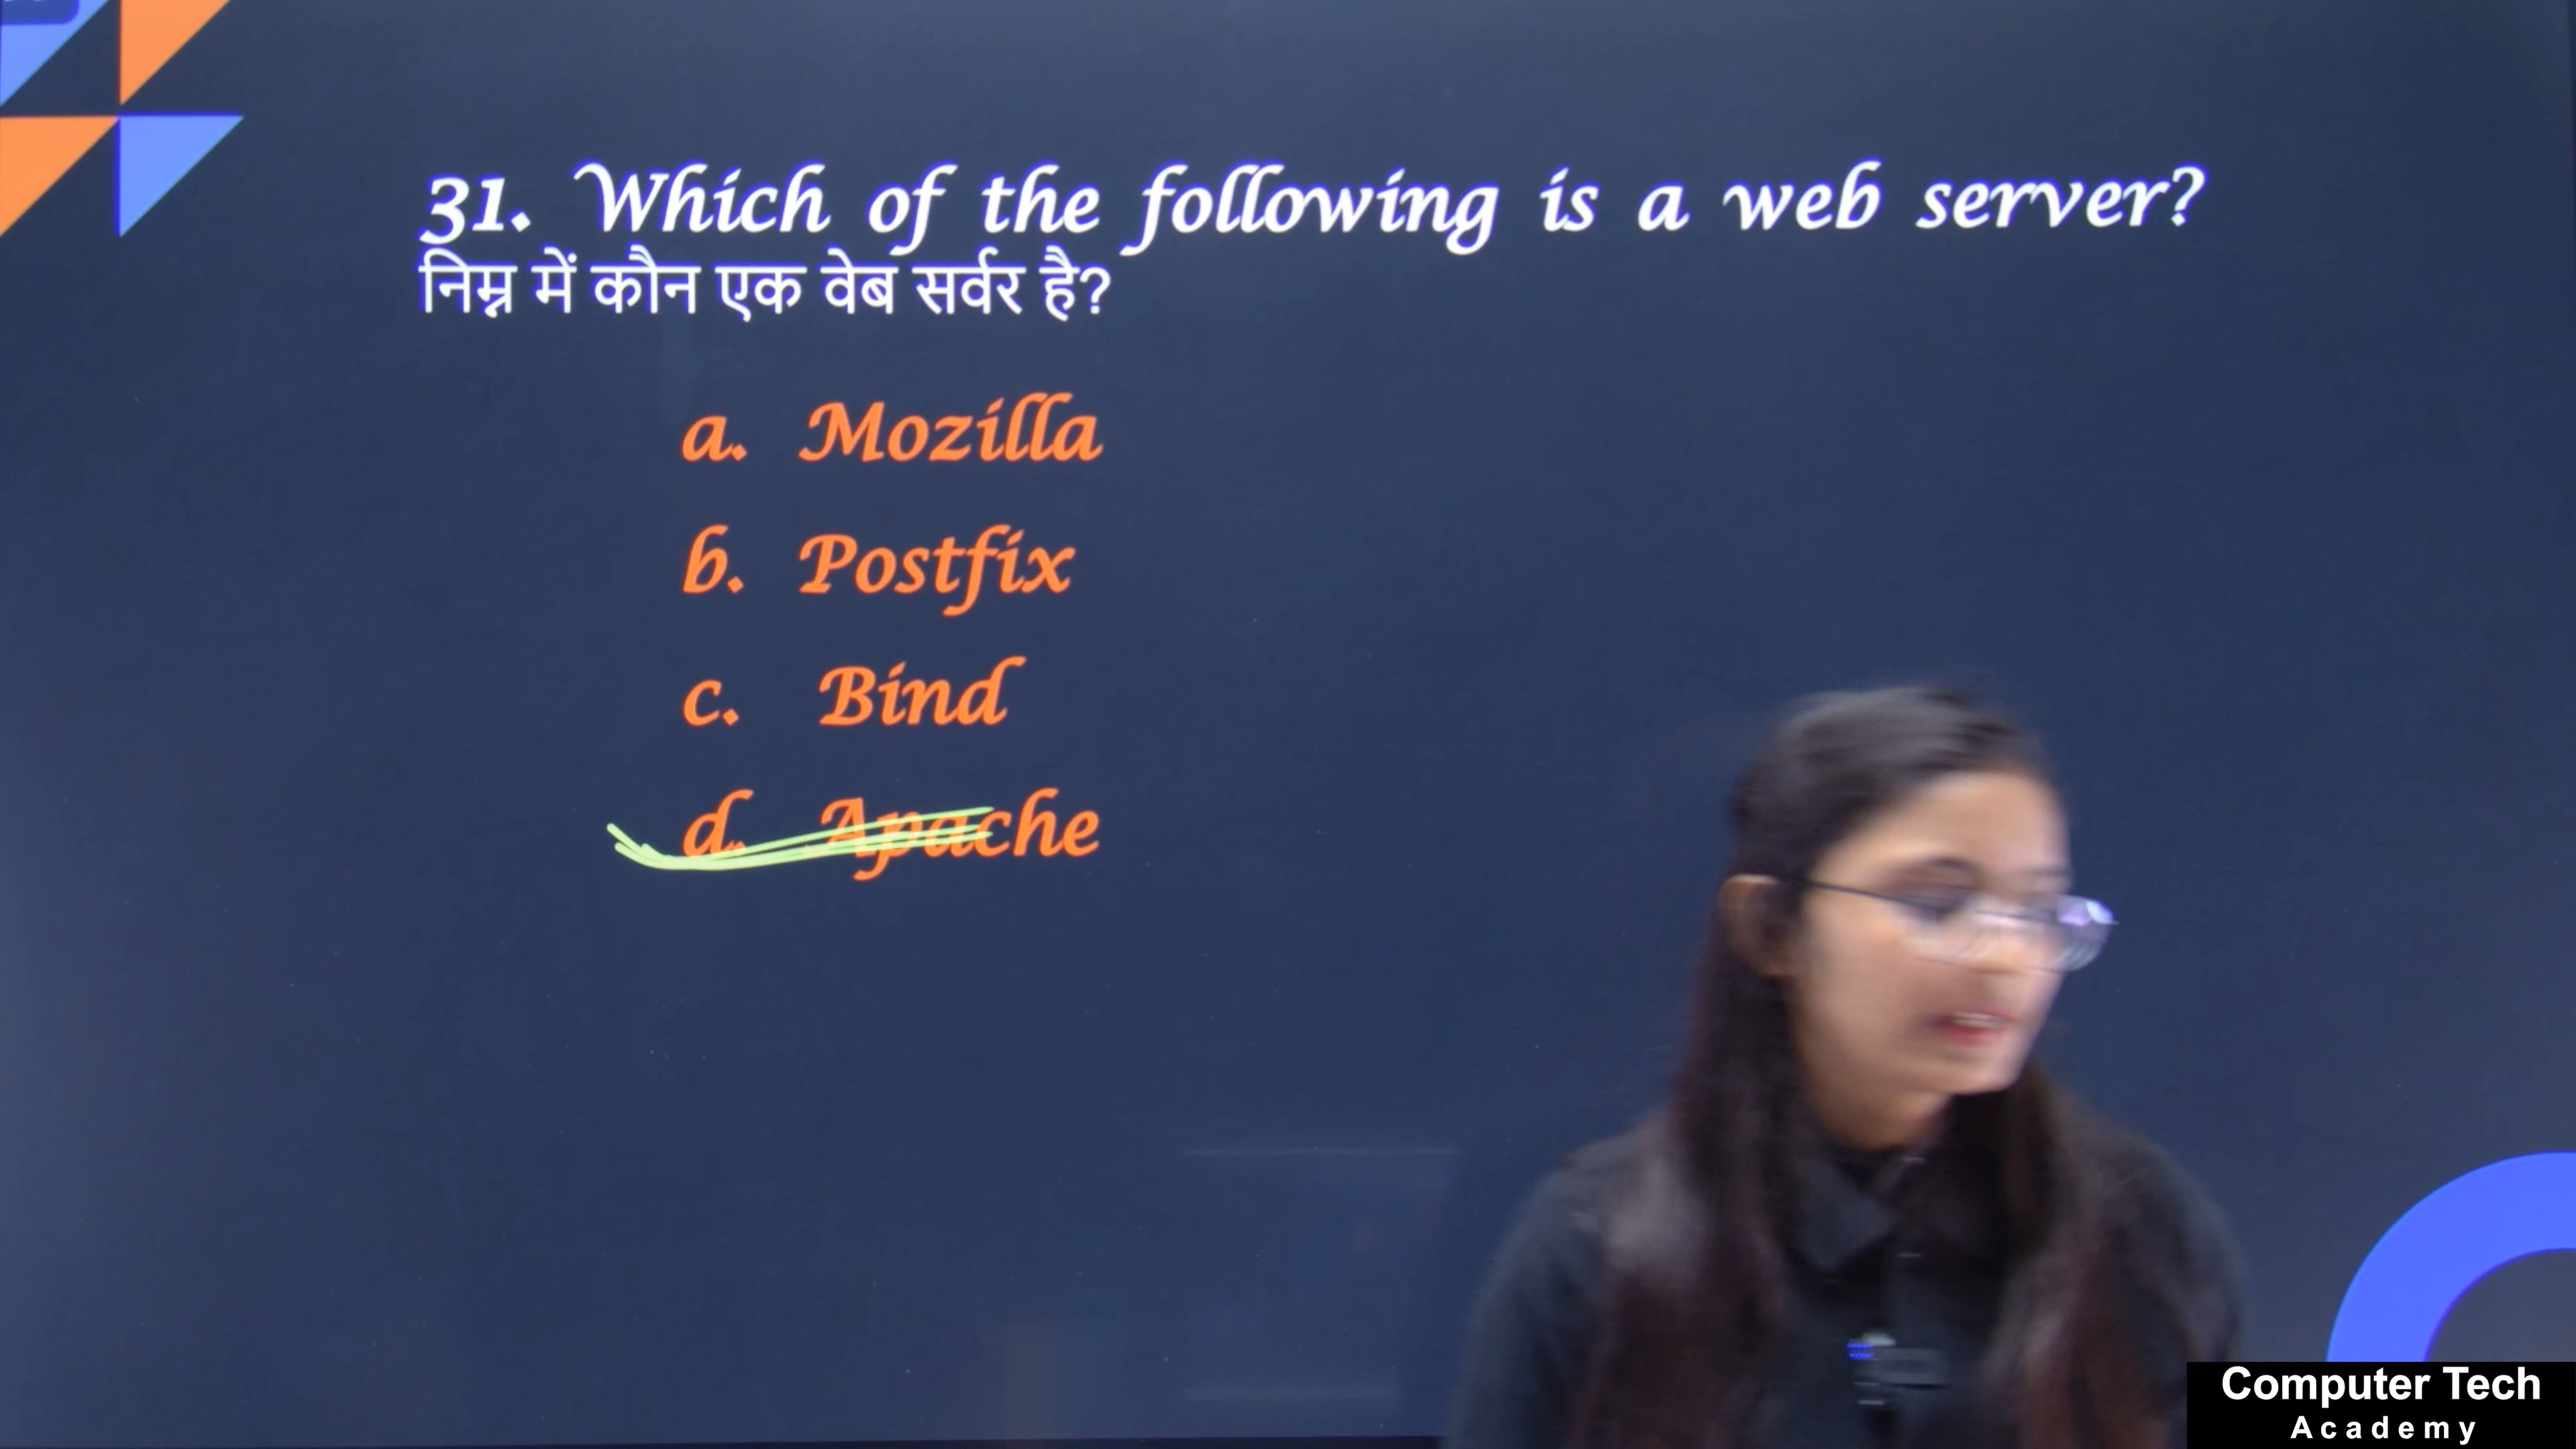 31. Which of the following is a web server?
निम्न में कौन एक वेब सर्वर है?
a. Mozilla
b. Postfix
c. Bind
d. Apache
Computer Tech
Academy